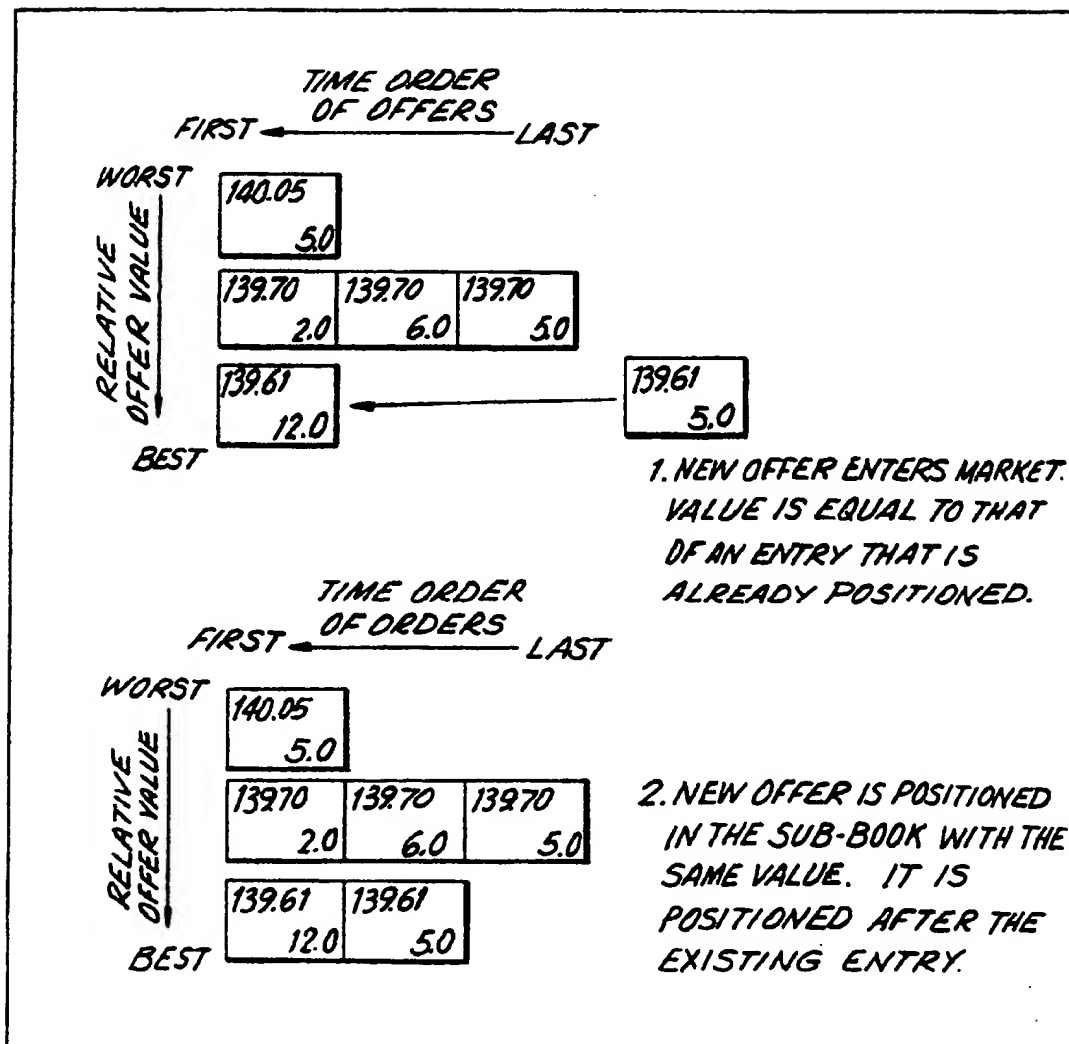 TIME ORDER
OF OFFERS
FIRST LAST
WORST
RELATIVE
OFFER VALUE
BEST
140.05
5.0
139.70 139.70 139.70
2.0 6.0 5.0
139.61 139.61
12.0 5.0
1. NEW OFFER ENTERS MARKET.
VALUE IS EQUAL TO THAT
OF AN ENTRY THAT IS
ALREADY POSITIONED.
TIME ORDER
OF ORDERS
FIRST LAST
WORST
RELATIVE
OFFER VALUE
BEST
140.05
5.0
139.70 139.70 139.70
2.0 6.0 5.0
139.61 139.61
12.0 5.0
2. NEW OFFER IS POSITIONED
IN THE SUB-BOOK WITH THE
SAME VALUE. IT IS
POSITIONED AFTER THE
EXISTING ENTRY.